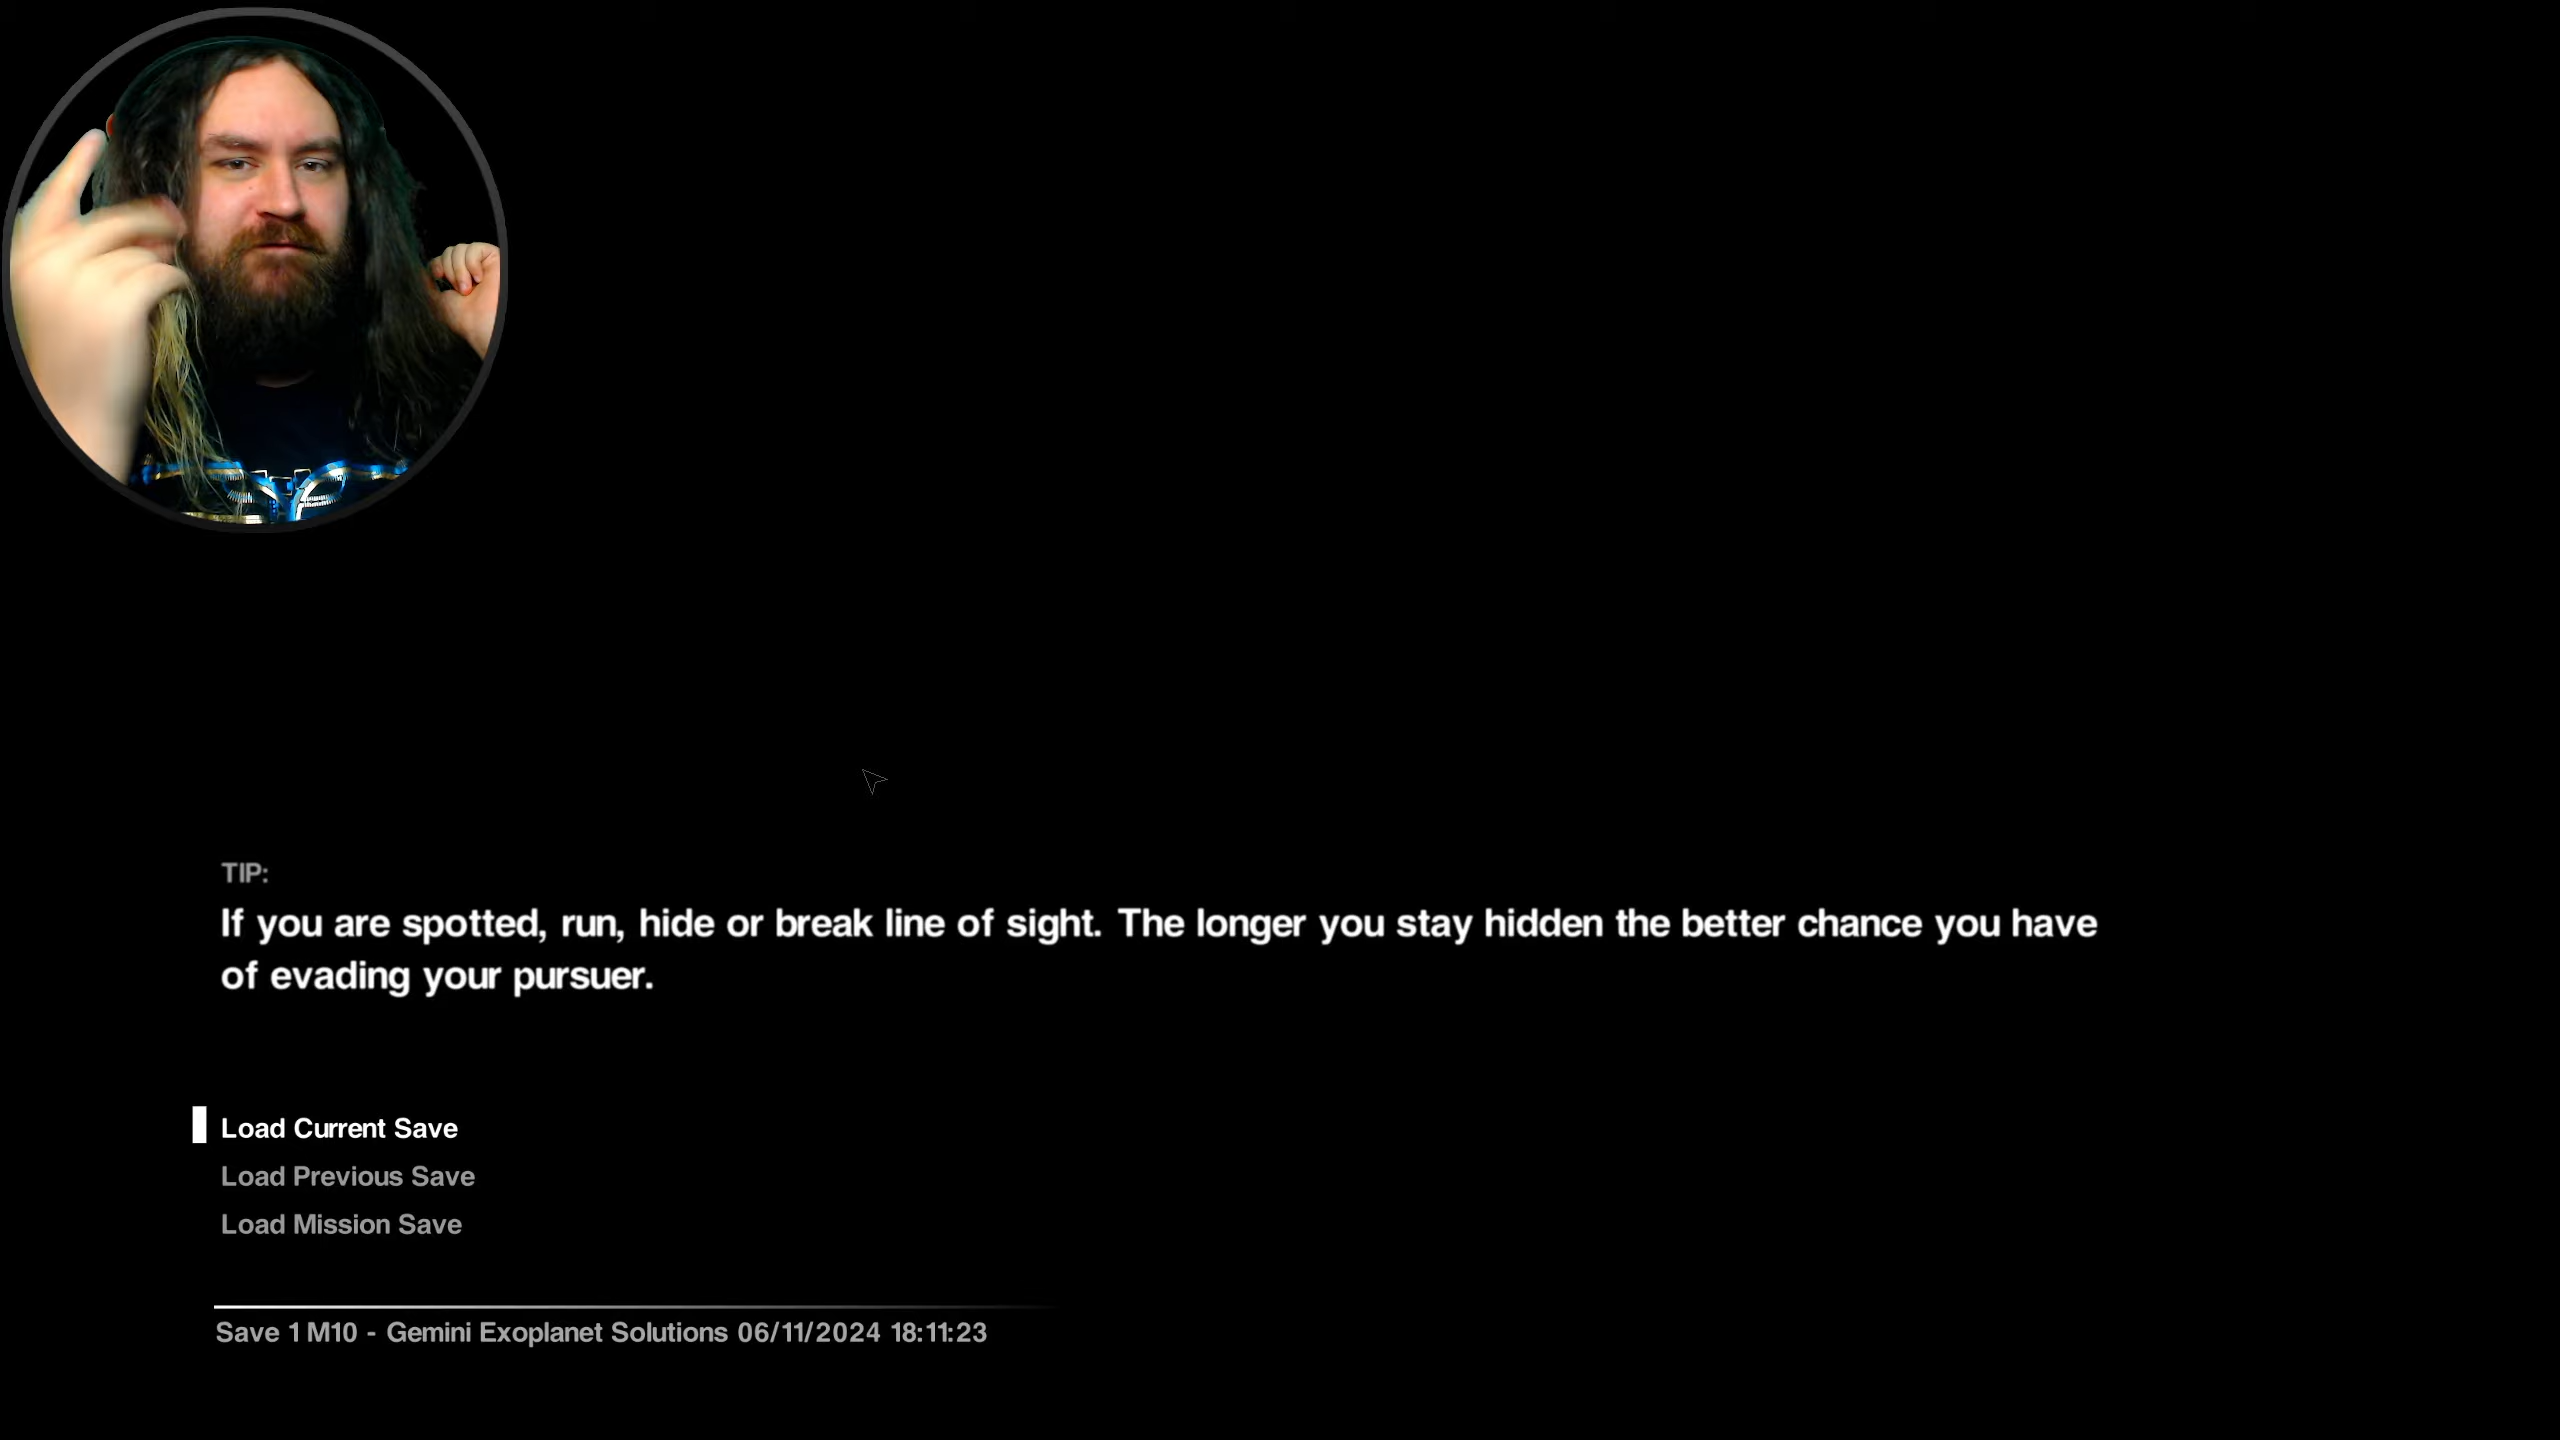 TIP:
If you are spotted, run, hide or break line of sight. The longer you stay hidden the better chance you have
of evading your pursuer.
Load Current Save
Load Previous Save
Load Mission Save
Save 1 M10 - Gemini Exoplanet Solutions 06/11/2024 18:11:23